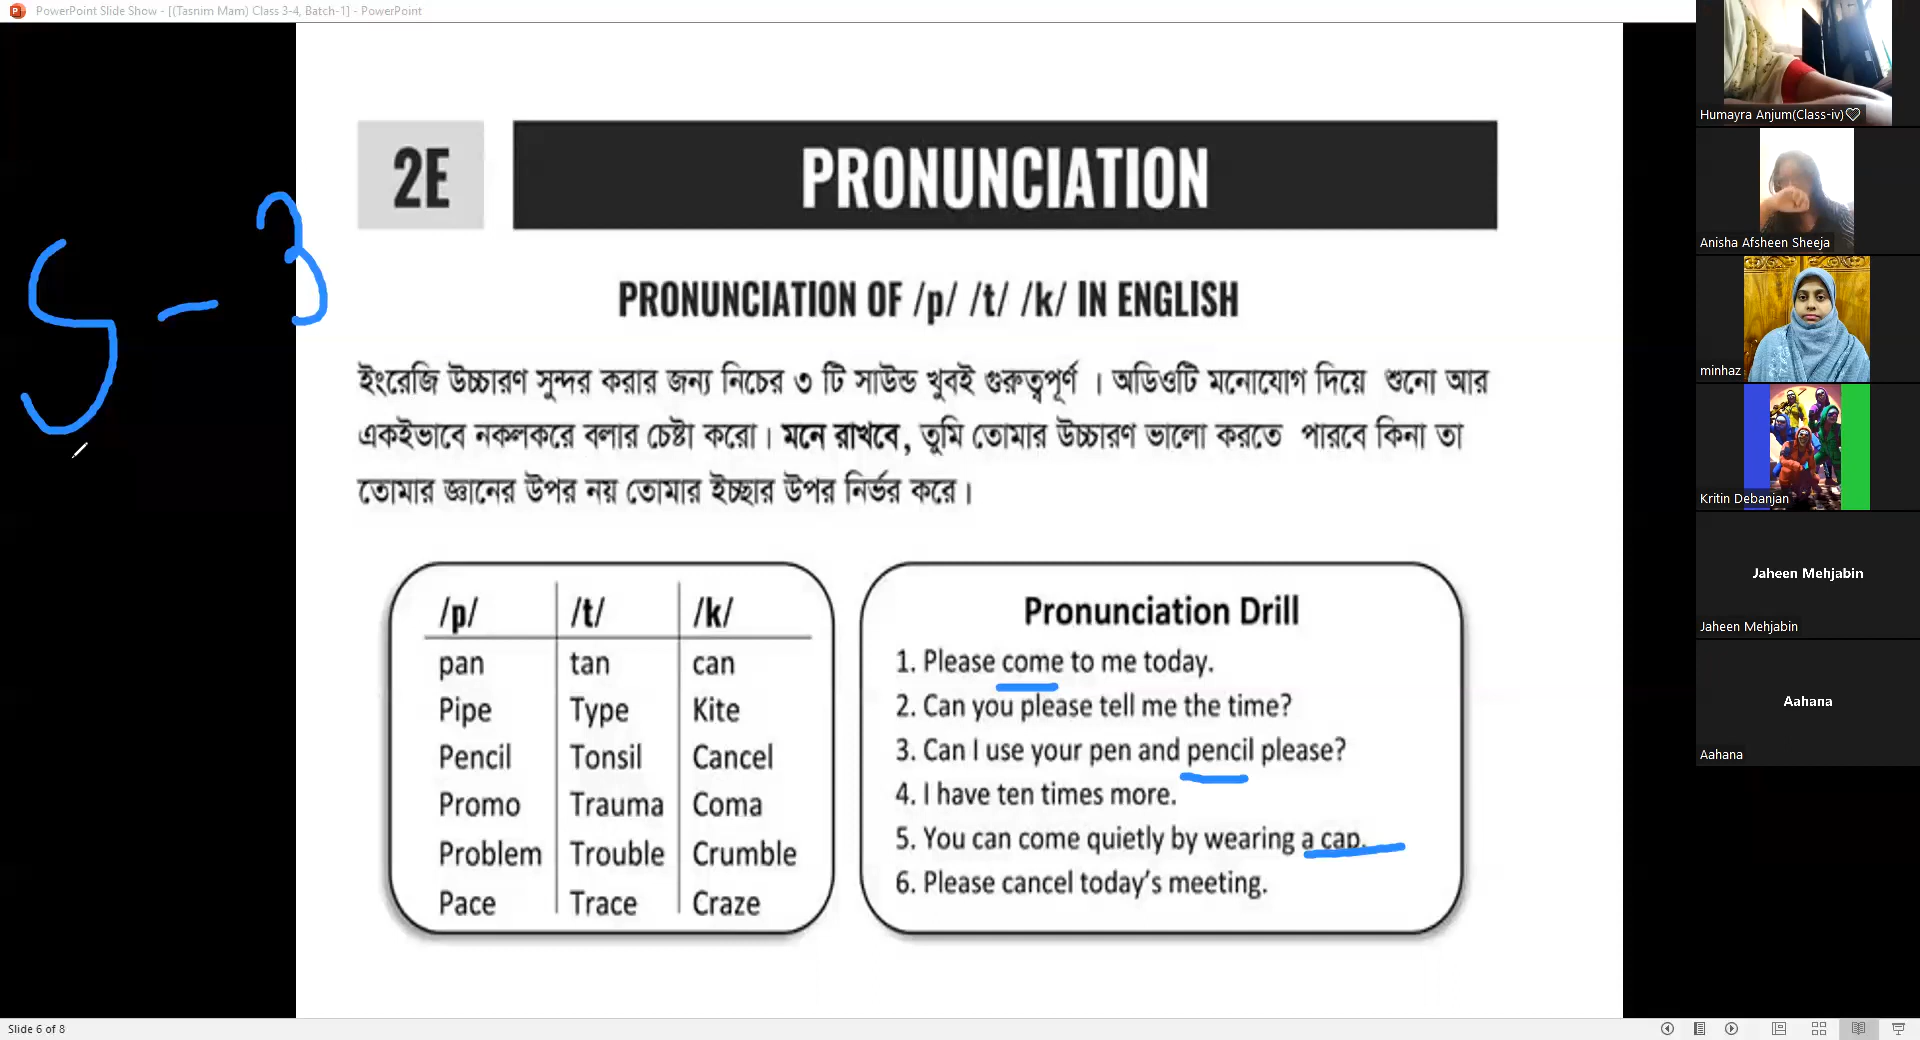 PowerPoint Slide Show - [(Tasnim Mam) Class 3-4, Batch-1] - PowerPoint
5 - 3
2E
PRONUNCIATION
PRONUNCIATION OF /p/ /t/ /k/ IN ENGLISH
ইংরেজি উচ্চারণ সুন্দর করার জন্য নিচের ৩ টি সাউন্ড খুবই গুরুত্বপূর্ণ । অডিওটি মনোযোগ দিয়ে শুনো আর
একইভাবে নকলকরে বলার চেষ্টা করো। মনে রাখবে, তুমি তোমার উচ্চারণ ভালো করতে পারবে কিনা তা
তোমার জ্ঞানের উপর নয় তোমার ইচ্ছার উপর নির্ভর করে।
/p/ /t/ /k/
pan tan can
Pipe Type Kite
Pencil Tonsil Cancel
Promo Trauma Coma
Problem Trouble Crumble
Pace Trace Craze
Pronunciation Drill
1. Please come to me today.
2. Can you please tell me the time?
3. Can I use your pen and pencil please?
4. I have ten times more.
5. You can come quietly by wearing a cap.
6. Please cancel today's meeting.
Humayra Anjum(Class-iv)♡
Anisha Afsheen Sheeja
minhaz
Kritin Debanjan
Jaheen Mehjabin
Jaheen Mehjabin
Aahana
Aahana
Slide 6 of 8